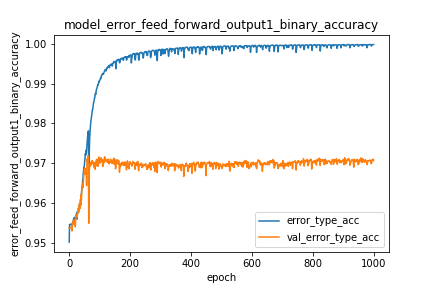 model_error_feed_forward_output1_binary_accuracy
error_feed_forward_output1_binary_accuracy
1.00
0.99
0.98
0.97
0.96
0.95
0
200
400
600
800
1000
epoch
error_type_acc
val_error_type_acc